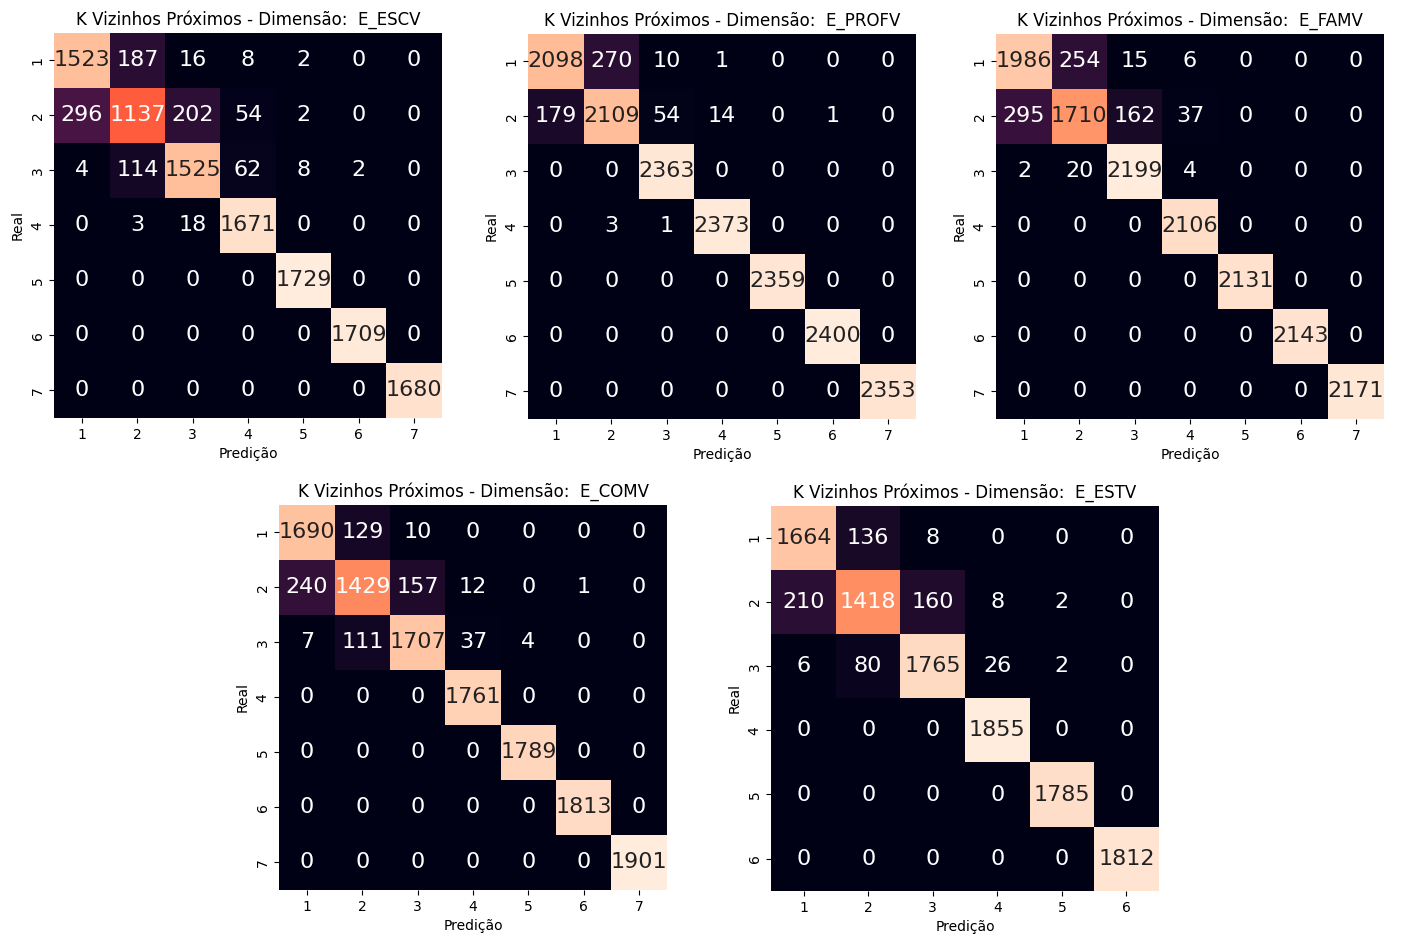 K Vizinhos Próximos - Dimensão:  E_ESCV
1 1523 187 16 8 2 0 0
2 296 1137 202 54 2 0 0
3 4 114 1525 62 8 2 0
4 0 3 18 1671 0 0 0
5 0 0 0 0 1729 0 0
6 0 0 0 0 0 1709 0
7 0 0 0 0 0 0 1680
1 2 3 4 5 6 7
Real
Predição
K Vizinhos Próximos - Dimensão:  E_PROFV
1 2098 270 10 1 0 0 0
2 179 2109 54 14 0 1 0
3 0 0 2363 0 0 0 0
4 0 3 1 2373 0 0 0
5 0 0 0 0 2359 0 0
6 0 0 0 0 0 2400 0
7 0 0 0 0 0 0 2353
1 2 3 4 5 6 7
Real
Predição
K Vizinhos Próximos - Dimensão:  E_FAMV
1 1986 254 15 6 0 0 0
2 295 1710 162 37 0 0 0
3 2 20 2199 4 0 0 0
4 0 0 0 2106 0 0 0
5 0 0 0 0 2131 0 0
6 0 0 0 0 0 2143 0
7 0 0 0 0 0 0 2171
1 2 3 4 5 6 7
Real
Predição
K Vizinhos Próximos - Dimensão:  E_COMV
1 1690 129 10 0 0 0 0
2 240 1429 157 12 0 1 0
3 7 111 1707 37 4 0 0
4 0 0 0 1761 0 0 0
5 0 0 0 0 1789 0 0
6 0 0 0 0 0 1813 0
7 0 0 0 0 0 0 1901
1 2 3 4 5 6 7
Real
Predição
K Vizinhos Próximos - Dimensão:  E_ESTV
1 1664 136 8 0 0 0
2 210 1418 160 8 2 0
3 6 80 1765 26 2 0
4 0 0 0 1855 0 0
5 0 0 0 0 1785 0
6 0 0 0 0 0 1812
1 2 3 4 5 6
Real
Predição